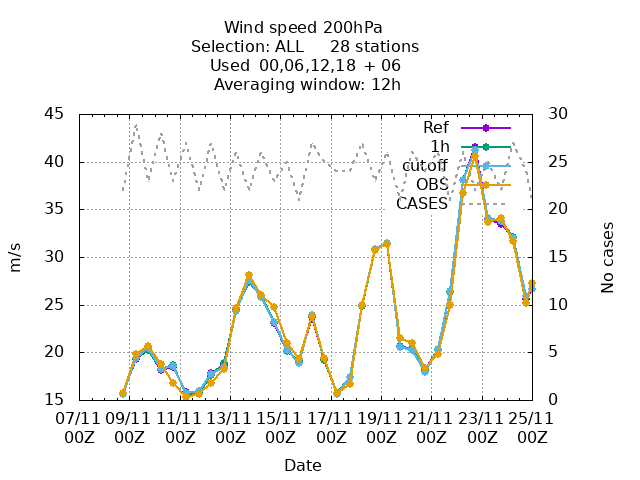 Wind speed 200hPa
Selection: ALL     28 stations
Used 00,06,12,18 + 06
Averaging window: 12h
Ref
1h
cutoff
OBS
CASES
45
40
35
30
25
20
15
30
25
20
15
10
5
0
m/s
No cases
07/11 09/11 11/11 13/11 15/11 17/11 19/11 21/11 23/11 25/11
00Z 00Z 00Z 00Z 00Z 00Z 00Z 00Z 00Z 00Z
Date